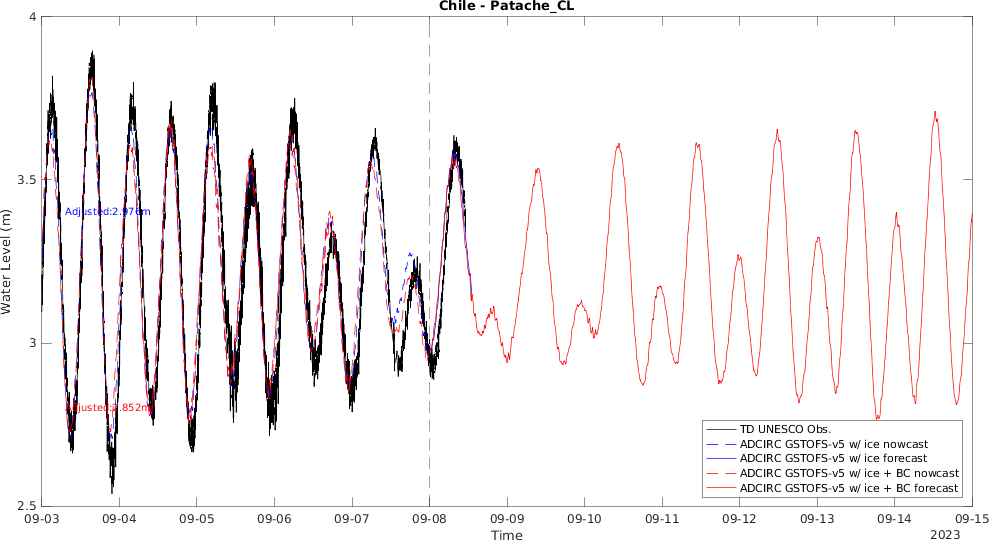 Chile - Patache_CL
4
3.5
3
2.5
Water Level (m)
Adjusted:2.976m
Adjusted:2.852m
TD UNESCO Obs.
ADCIRC GSTOFS-v5 w/ ice nowcast
ADCIRC GSTOFS-v5 w/ ice forecast
ADCIRC GSTOFS-v5 w/ ice + BC nowcast
ADCIRC GSTOFS-v5 w/ ice + BC forecast
09-03 09-04 09-05 09-06 09-07 09-08 09-09 09-10 09-11 09-12 09-13 09-14 09-15
Time
2023